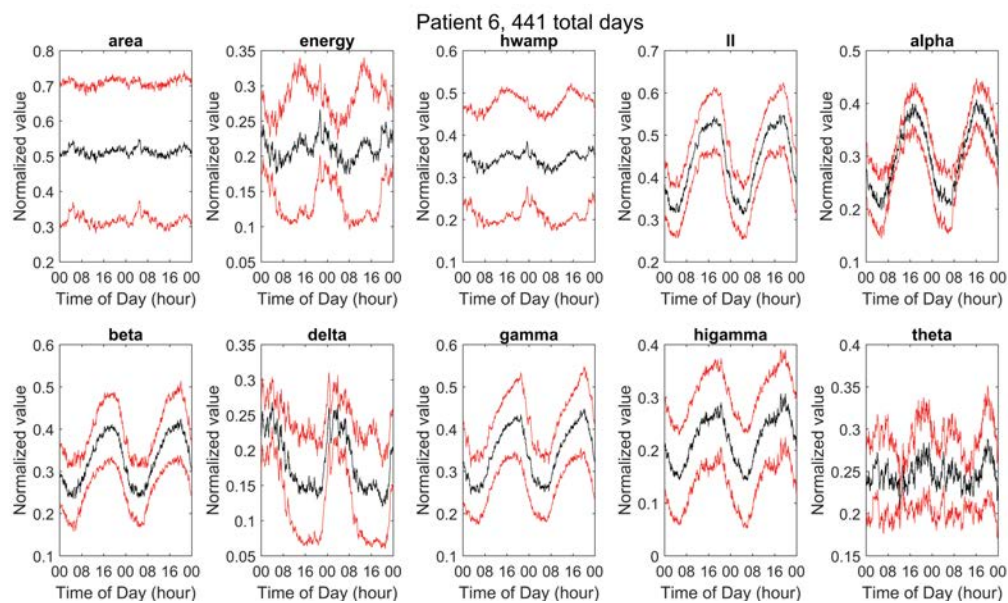 Patient 6, 441 total days
area
energy
hwamp
ll
alpha
Normalized value
0.8
0.7
0.6
0.5
0.4
0.3
0.2
00 08 16 00 08 16 00
Time of Day (hour)
Normalized value
0.35
0.3
0.25
0.2
0.15
0.1
0.05
00 08 16 00 08 16 00
Time of Day (hour)
Normalized value
0.6
0.5
0.4
0.3
0.2
0.1
00 08 16 00 08 16 00
Time of Day (hour)
Normalized value
0.7
0.6
0.5
0.4
0.3
0.2
00 08 16 00 08 16 00
Time of Day (hour)
Normalized value
0.5
0.4
0.3
0.2
0.1
00 08 16 00 08 16 00
Time of Day (hour)
beta
delta
gamma
higamma
theta
Normalized value
0.6
0.5
0.4
0.3
0.2
0.1
00 08 16 00 08 16 00
Time of Day (hour)
Normalized value
0.35
0.3
0.25
0.2
0.15
0.1
0.05
00 08 16 00 08 16 00
Time of Day (hour)
Normalized value
0.6
0.5
0.4
0.3
0.2
0.1
00 08 16 00 08 16 00
Time of Day (hour)
Normalized value
0.4
0.3
0.2
0.1
0
00 08 16 00 08 16 00
Time of Day (hour)
Normalized value
0.4
0.35
0.3
0.25
0.2
0.15
00 08 16 00 08 16 00
Time of Day (hour)